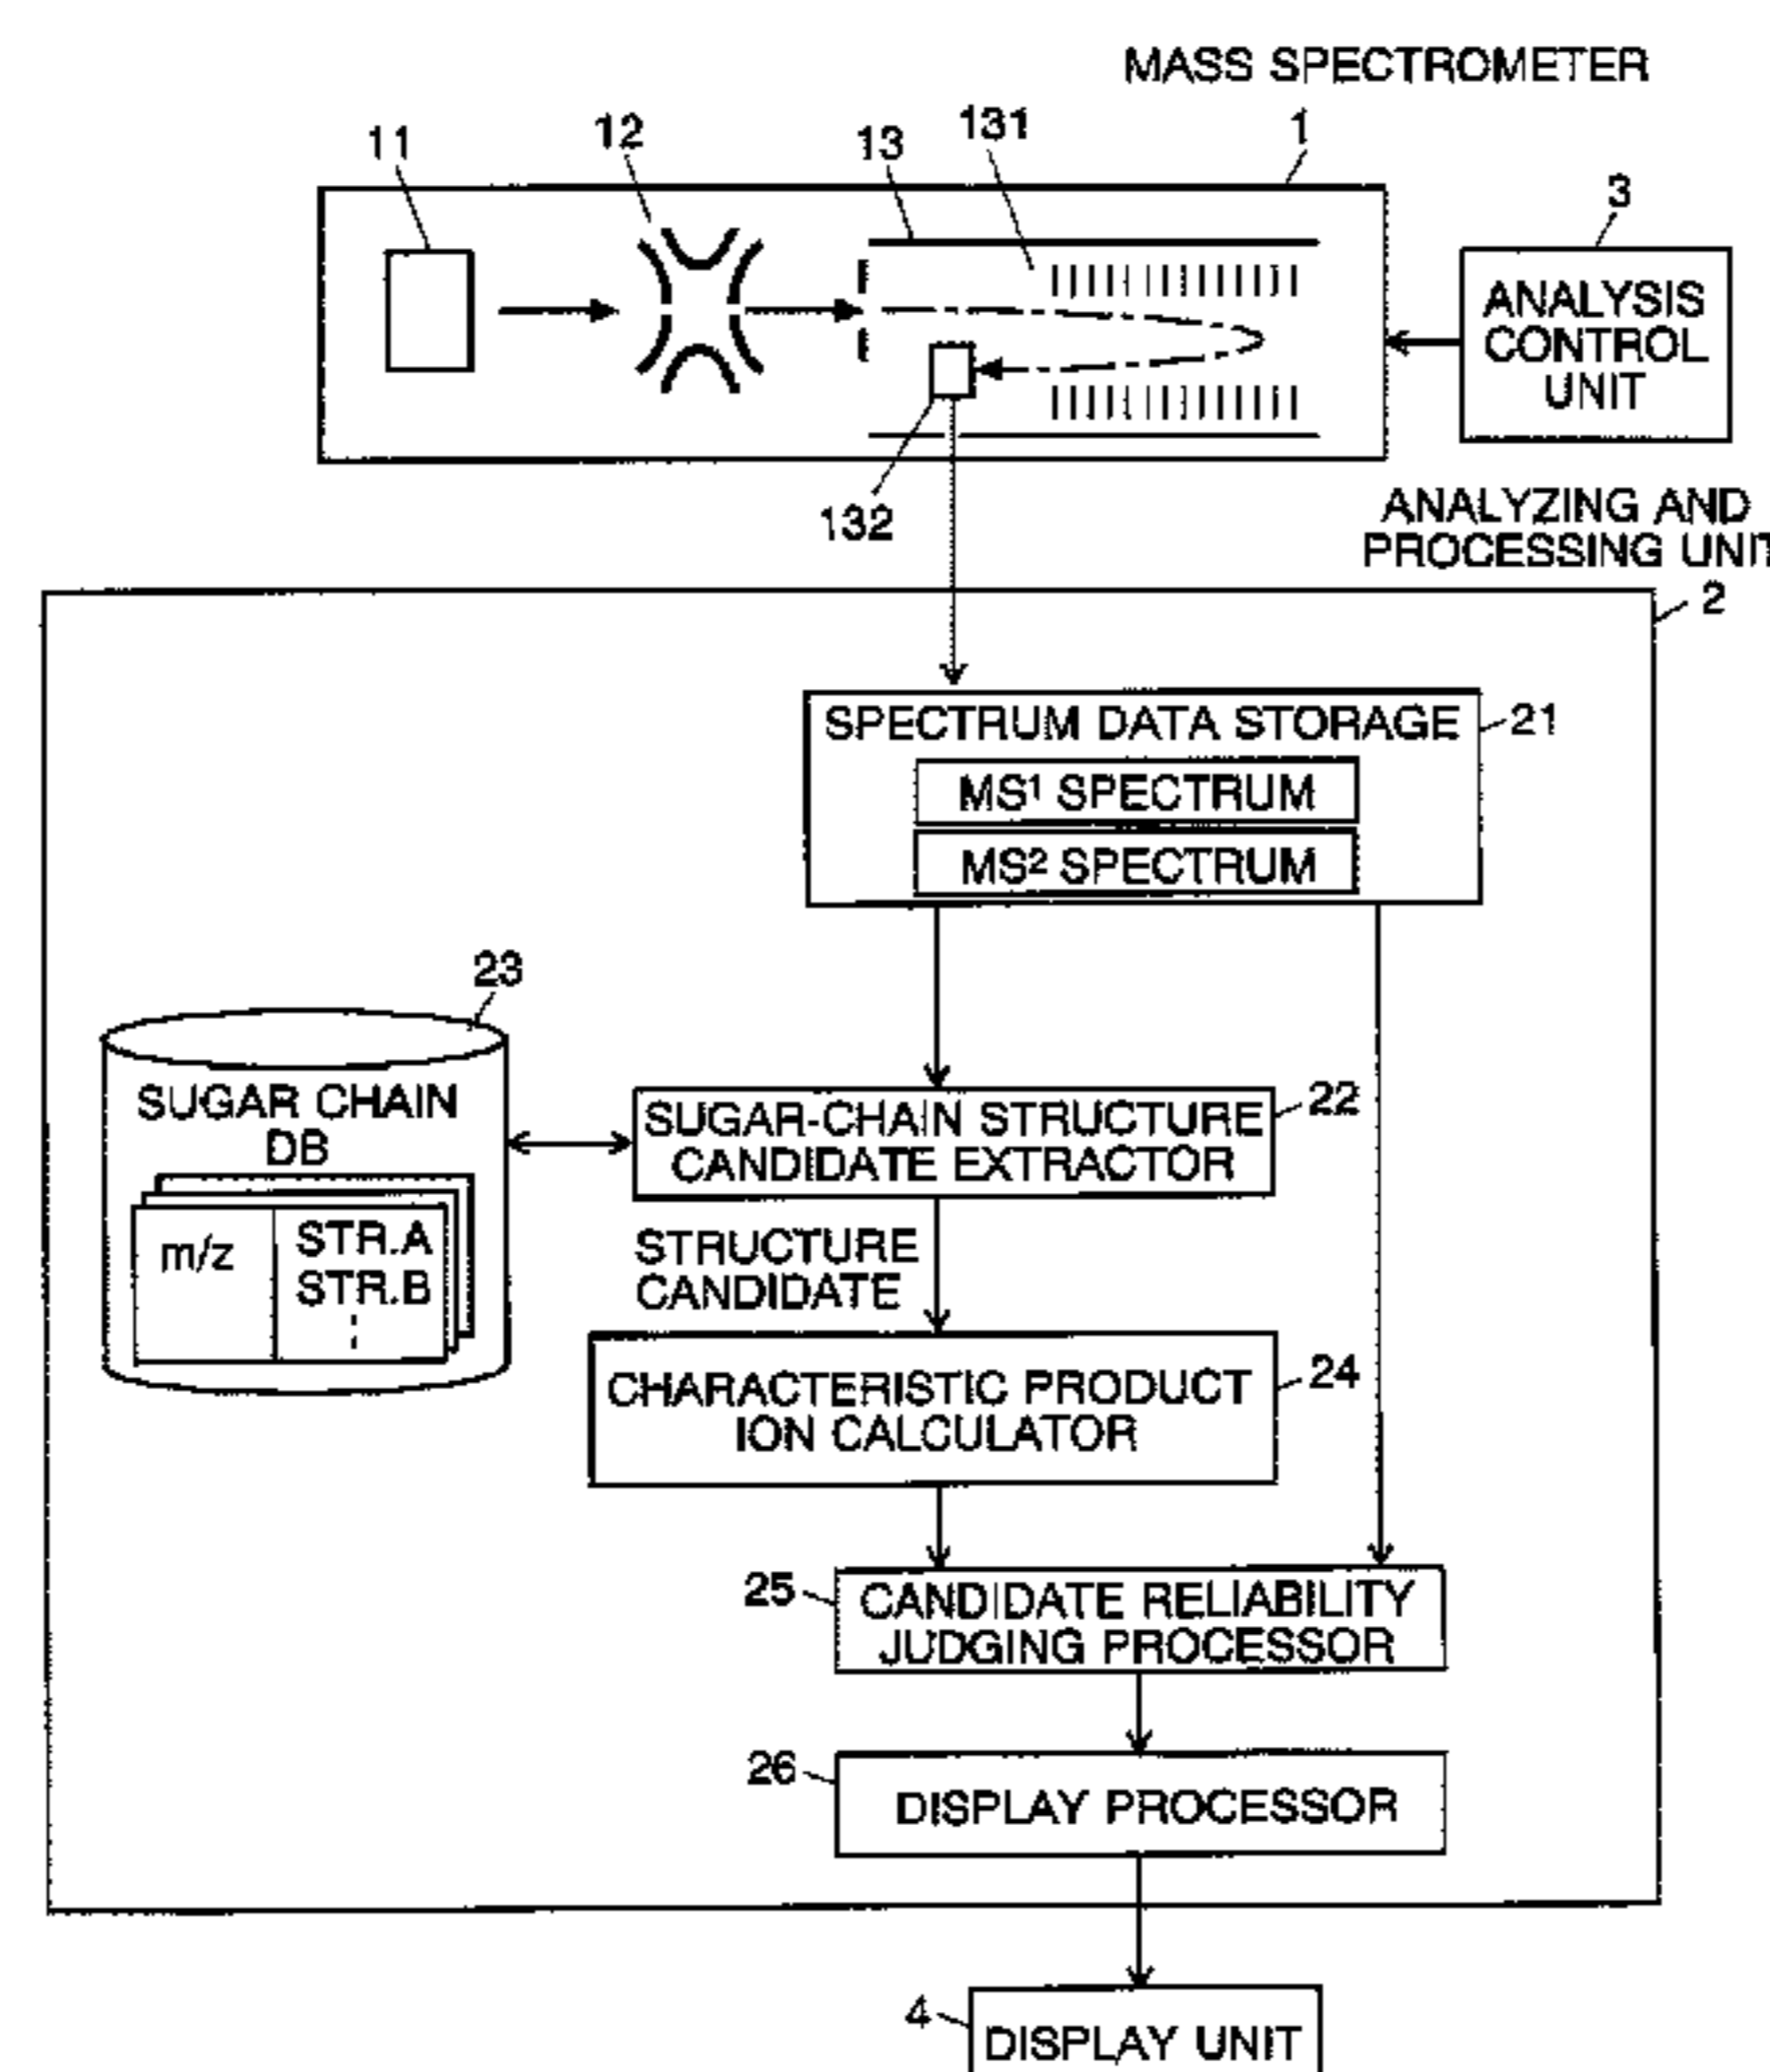 MASS SPECTROMETER
11
12
13
131
1
3
ANALYSIS
CONTROL
UNIT
132
ANALYZING AND
PROCESSING UNIT
2
SPECTRUM DATA STORAGE
21
MS1 SPECTRUM
MS2 SPECTRUM
23
SUGAR CHAIN
DB
m/z
STR.A
STR.B
SUGAR-CHAIN STRUCTURE
CANDIDATE EXTRACTOR
22
STRUCTURE
CANDIDATE
CHARACTERISTIC PRODUCT
ION CALCULATOR
24
25
CANDIDATE RELIABILITY
JUDGING PROCESSOR
26
DISPLAY PROCESSOR
4
DISPLAY UNIT